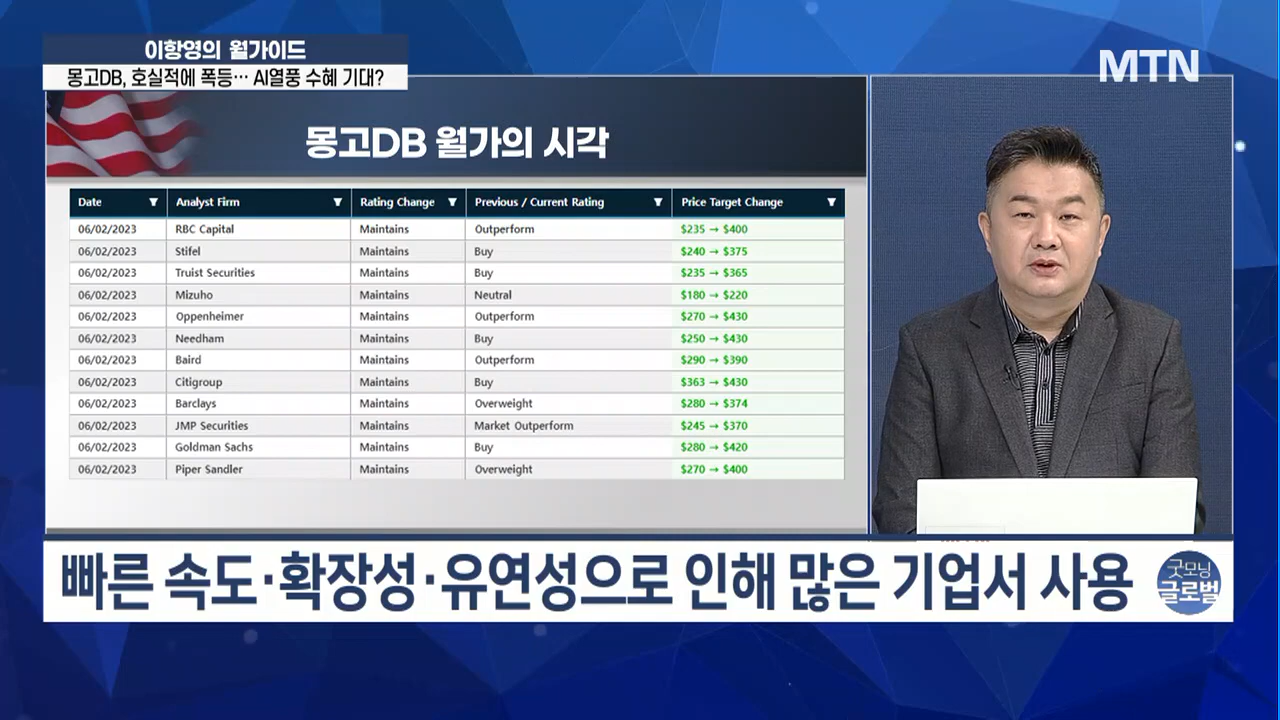 이항영의 월가이드
몽고DB, 호실적에 폭등… AI열풍 수혜 기대?
MTN
몽고DB 월가의 시각
Date Analyst Firm Rating Change Previous / Current Rating Price Target Change
06/02/2023 RBC Capital Maintains Outperform $235 → $400
06/02/2023 Stifel Maintains Buy $240 → $375
06/02/2023 Truist Securities Maintains Buy $235 → $365
06/02/2023 Mizuho Maintains Neutral $180 → $220
06/02/2023 Oppenheimer Maintains Outperform $270 → $430
06/02/2023 Needham Maintains Buy $250 → $430
06/02/2023 Baird Maintains Outperform $290 → $390
06/02/2023 Citigroup Maintains Buy $363 → $430
06/02/2023 Barclays Maintains Overweight $280 → $374
06/02/2023 JMP Securities Maintains Market Outperform $245 → $370
06/02/2023 Goldman Sachs Maintains Buy $280 → $420
06/02/2023 Piper Sandler Maintains Overweight $270 → $400
빠른 속도·확장성·유연성으로 인해 많은 기업서 사용
굿모닝
글로벌